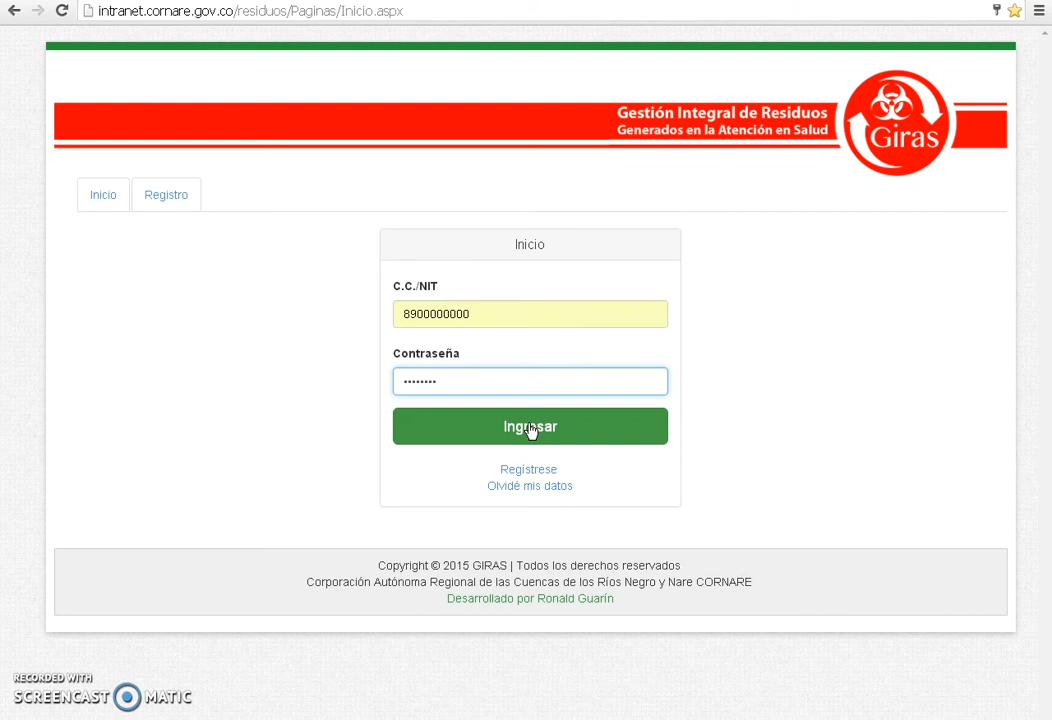 intranet.cornare.gov.co/residuos/Paginas/Inicio.aspx
Gestión Integral de Residuos
Generados en la Atención en Salud
Giras
Inicio
Registro
Inicio
C.C./NIT
8900000000
Contraseña
••••••••
Ingresar
Regístrese
Olvidé mis datos
Copyright © 2015 GIRAS | Todos los derechos reservados
Corporación Autónoma Regional de las Cuencas de los Ríos Negro y Nare CORNARE
Desarrollado por Ronald Guarín
RECORDED WITH
SCREENCAST MATIC